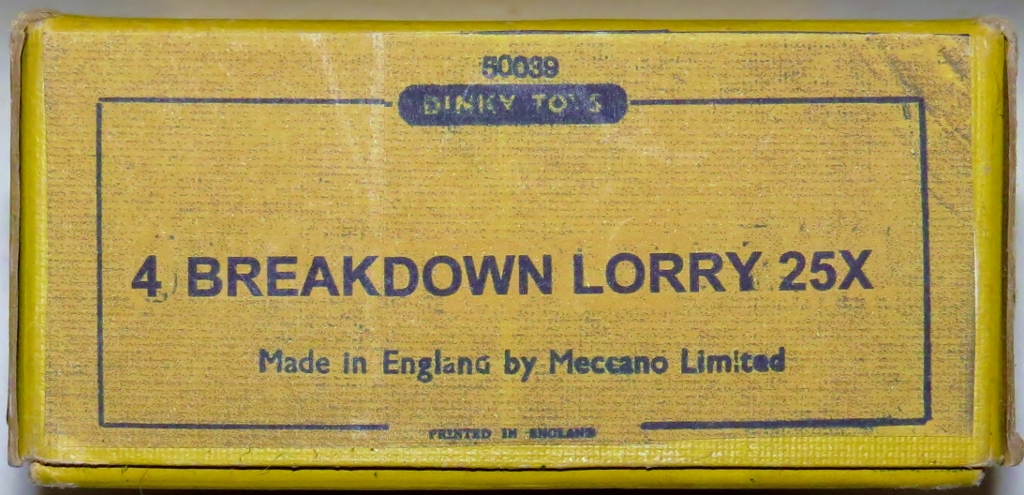 50039
DINKY TOYS
4 BREAKDOWN LORRY 25X
Made in England by Meccano Limited
PRINTED IN ENGLAND